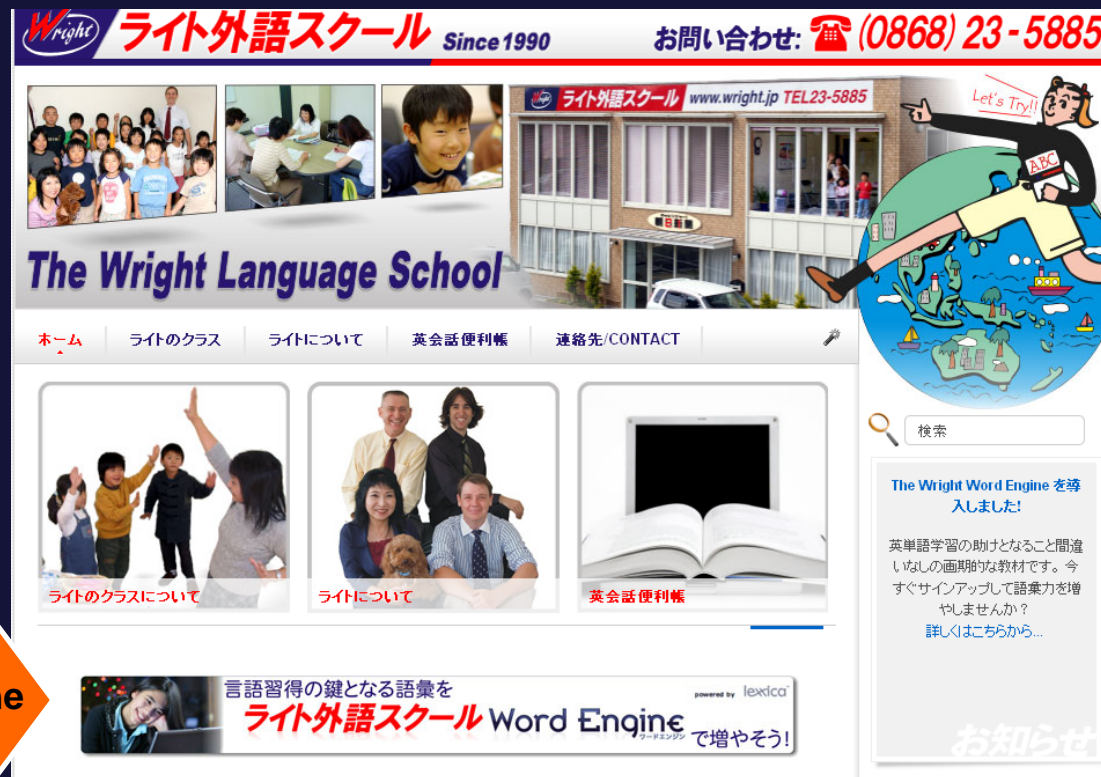 Wright ライト外語スクール Since 1990
お問い合わせ: ☎ (0868) 23-5885
Wright ライト外語スクール www.wright.jp TEL23-5885
Let's Try!!
ABC
The Wright Language School
ホーム ライトのクラス ライトについて 英会話便利帳 連絡先/CONTACT
検索
ライトのクラスについて
ライトについて
英会話便利帳
The Wright Word Engine を導
入しました!
英単語学習の助けとなること間違
いなしの画期的な教材です。今
すぐサインアップして語彙力を増
やしませんか?
詳しくはこちらから...
お知らせ
言語習得の鍵となる語彙を
powered by lexxica
ライト外語スクール Word Engine
ワードエンジン
で増やそう!